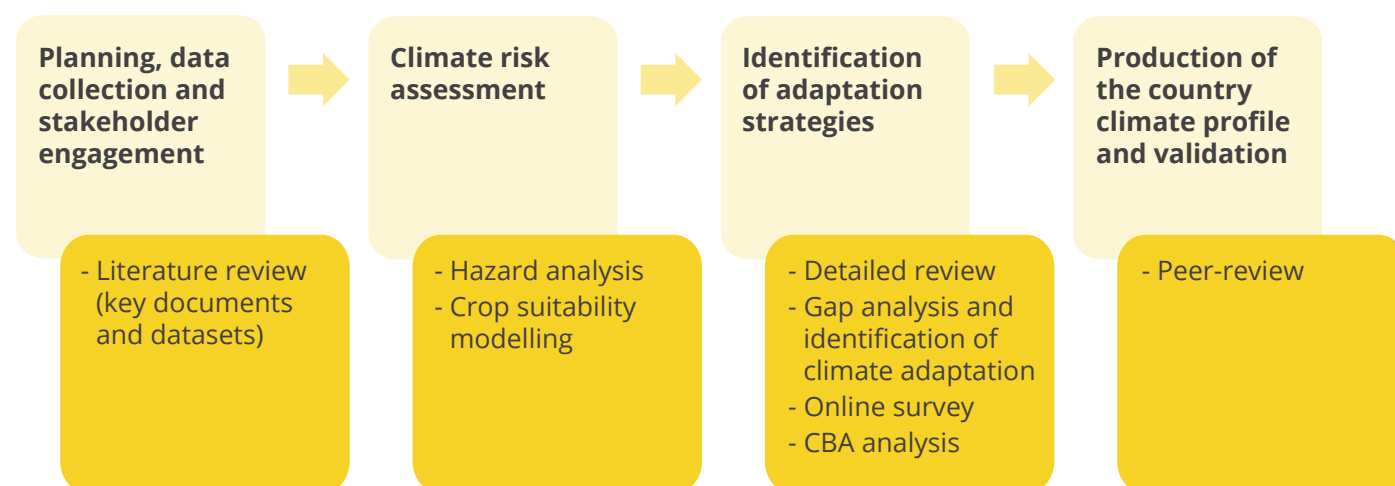 Planning, data
collection and
stakeholder
engagement
- Literature review
(key documents
and datasets)
Climate risk
assessment
- Hazard analysis
- Crop suitability
modelling
Identification
of adaptation
strategies
- Detailed review
- Gap analysis and
identification of
climate adaptation
- Online survey
- CBA analysis
Production of
the country
climate profile
and validation
- Peer-review